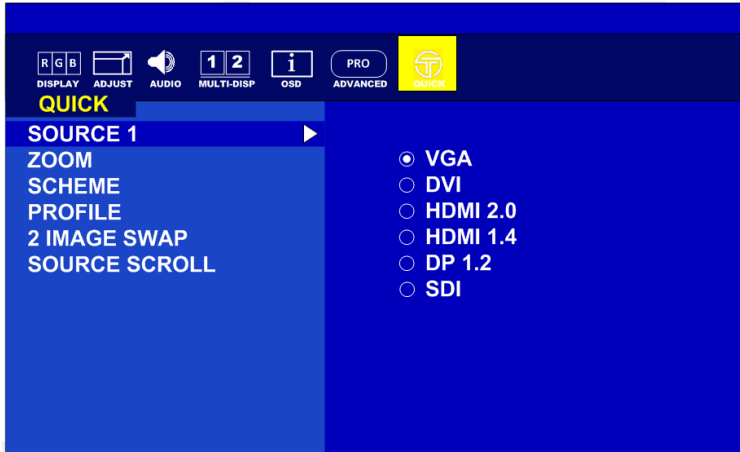 R G B 1 2 i PRO
DISPLAY ADJUST AUDIO MULTI-DISP OSD ADVANCED QUICK
QUICK
SOURCE 1
ZOOM
SCHEME
PROFILE
2 IMAGE SWAP
SOURCE SCROLL
VGA
DVI
HDMI 2.0
HDMI 1.4
DP 1.2
SDI